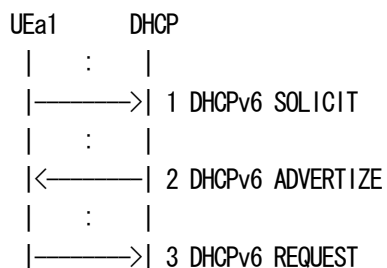 UEa1 DHCP
| : |
|--------->| 1 DHCPv6 SOLICIT
| : |
|<---------| 2 DHCPv6 ADVERTIZE
| : |
|--------->| 3 DHCPv6 REQUEST